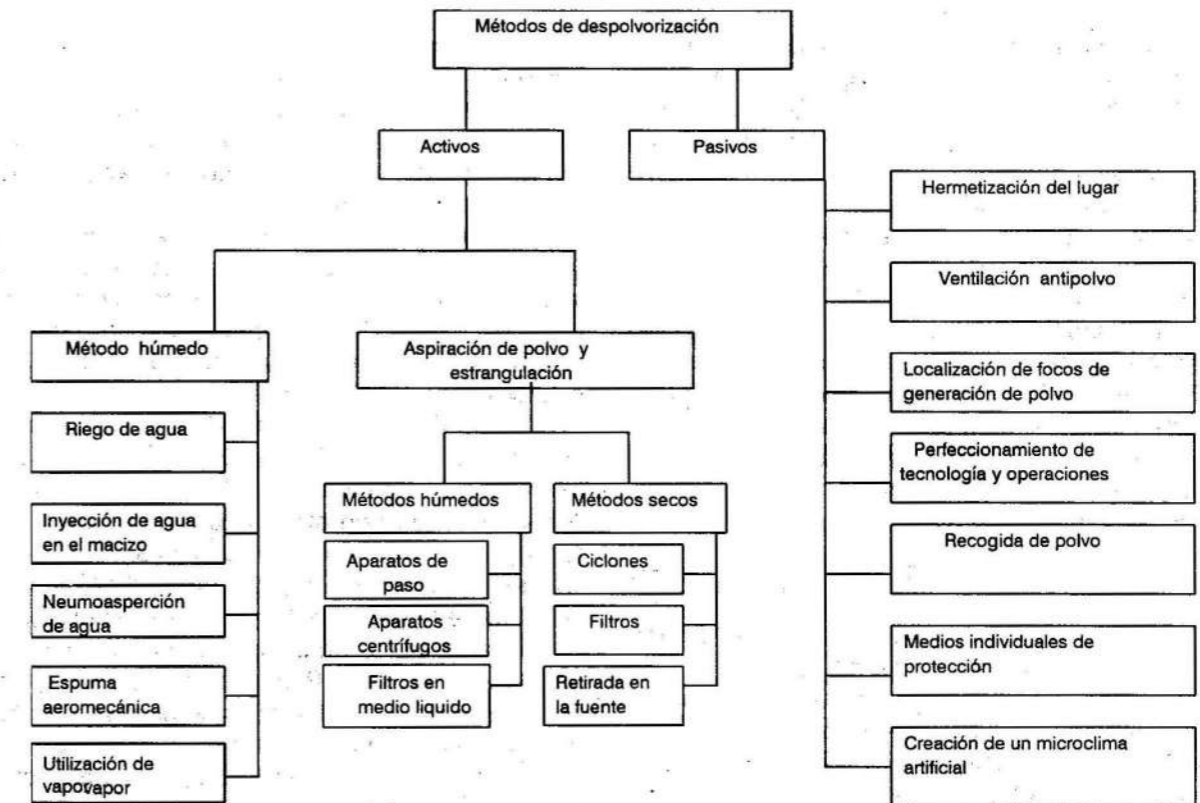 Métodos de despolvorización
Activos
Pasivos
Método húmedo
Riego de agua
Inyección de agua
en el macizo
Neumoasperción
de agua
Espuma
aeromecánica
Utilización de
vaporvapor
Aspiración de polvo y
estrangulación
Métodos húmedos
Aparatos de
paso
Aparatos
centrífugos
Filtros en
medio liquido
Métodos secos
Ciclones
Filtros
Retirada en
la fuente
Hermetización del lugar
Ventilación antipolvo
Localización de focos de
generación de polvo
Perfeccionamiento de
tecnología y operaciones
Recogida de polvo
Medios individuales de
protección
Creación de un microclima
artificial